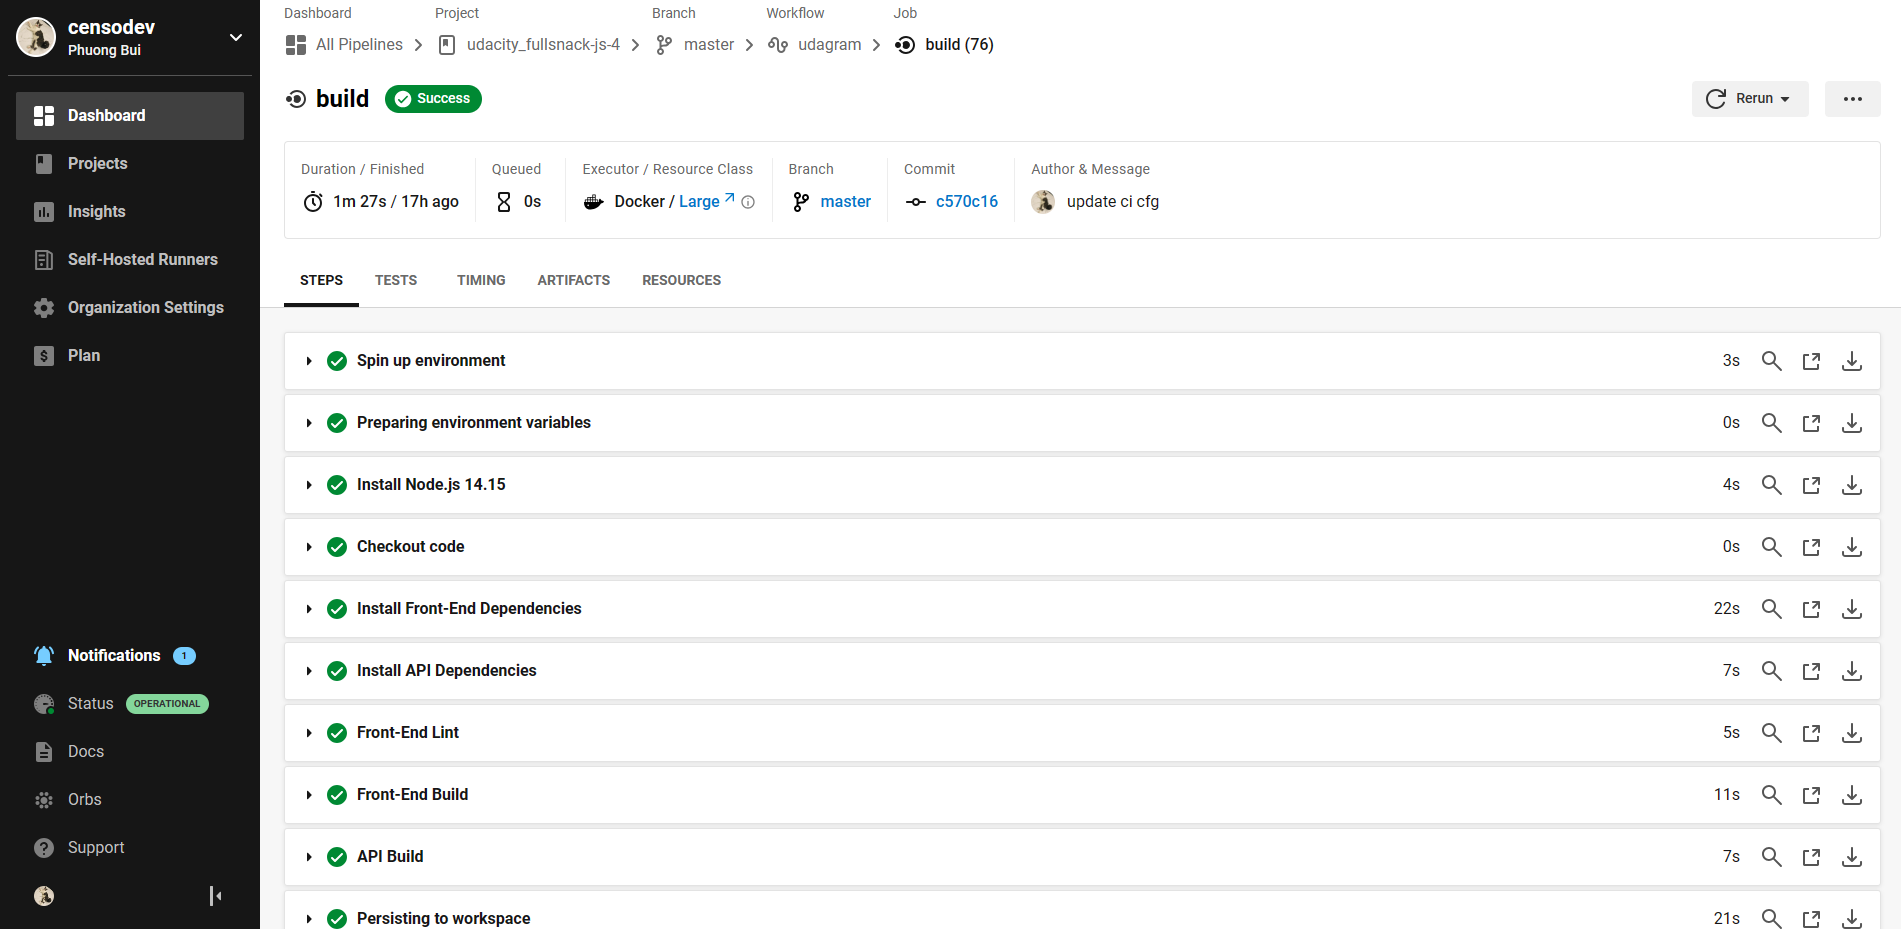 censodev
Phuong Bui
Dashboard
Projects
Insights
Self-Hosted Runners
Organization Settings
Plan
Notifications 1
Status OPERATIONAL
Docs
Orbs
Support
Dashboard Project Branch Workflow Job
All Pipelines udacity_fullsnack-js-4 master udagram build (76)
build Success
Rerun
Duration / Finished Queued Executor / Resource Class Branch Commit Author & Message
1m 27s / 17h ago 0s Docker / Large master c570c16 update ci cfg
STEPS TESTS TIMING ARTIFACTS RESOURCES
Spin up environment 3s
Preparing environment variables 0s
Install Node.js 14.15 4s
Checkout code 0s
Install Front-End Dependencies 22s
Install API Dependencies 7s
Front-End Lint 5s
Front-End Build 11s
API Build 7s
Persisting to workspace 21s